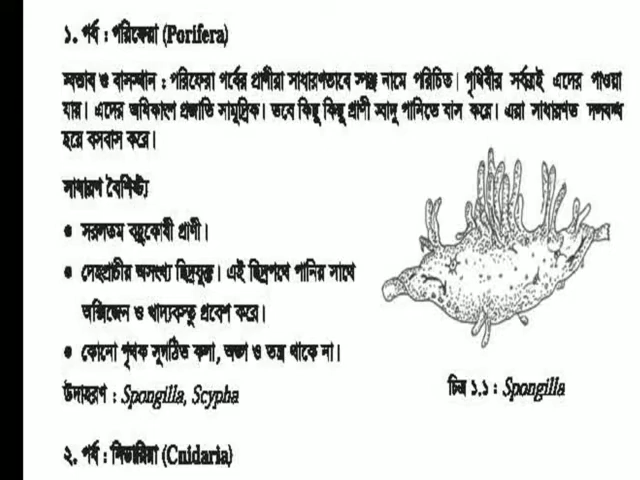 ১. পর্ব : পরিফেরা (Porifera)
স্বভাব ও বাসস্থান : পরিফেরা পর্বের প্রাণীরা সাধারণভাবে স্পঞ্জ নামে পরিচিত। পৃথিবীর সর্বত্রই এদের পাওয়া
যায়। এদের অধিকাংশ প্রজাতি সামুদ্রিক। তবে কিছু কিছু প্রাণী স্বাদু পানিতে বাস করে। এরা সাধারণত দলবদ্ধ
হয়ে বসবাস করে।
সাধারণ বৈশিষ্ট্য
● সরলতম বহুকোষী প্রাণী।
● দেহপ্রাচীর অসংখ্য ছিদ্রযুক্ত। এই ছিদ্রপথে পানির সাথে
অক্সিজেন ও খাদ্যবস্তু প্রবেশ করে।
● কোনো পৃথক সুগঠিত কলা, অঙ্গ ও তন্ত্র থাকে না।
উদাহরণ : Spongilla, Scypha
চিত্র ১.১ : Spongilla
২. পর্ব : নিডারিয়া (Cnidaria)